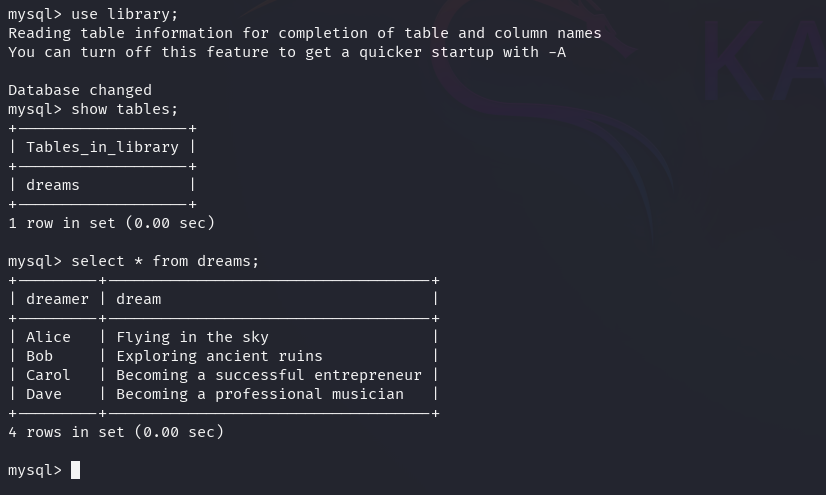 mysql> use library;
Reading table information for completion of table and column names
You can turn off this feature to get a quicker startup with -A

Database changed
mysql> show tables;
+-------------------+
| Tables_in_library |
+-------------------+
| dreams            |
+-------------------+
1 row in set (0.00 sec)

mysql> select * from dreams;
+---------+------------------------------------+
| dreamer | dream                              |
+---------+------------------------------------+
| Alice   | Flying in the sky                  |
| Bob     | Exploring ancient ruins            |
| Carol   | Becoming a successful entrepreneur |
| Dave    | Becoming a professional musician   |
+---------+------------------------------------+
4 rows in set (0.00 sec)

mysql>
KA